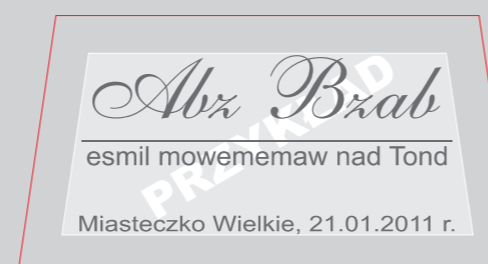 Abz Bzab
esmil mowememaw nad Tond
Miasteczko Wielkie, 21.01.2011 r.
PRZYKŁAD